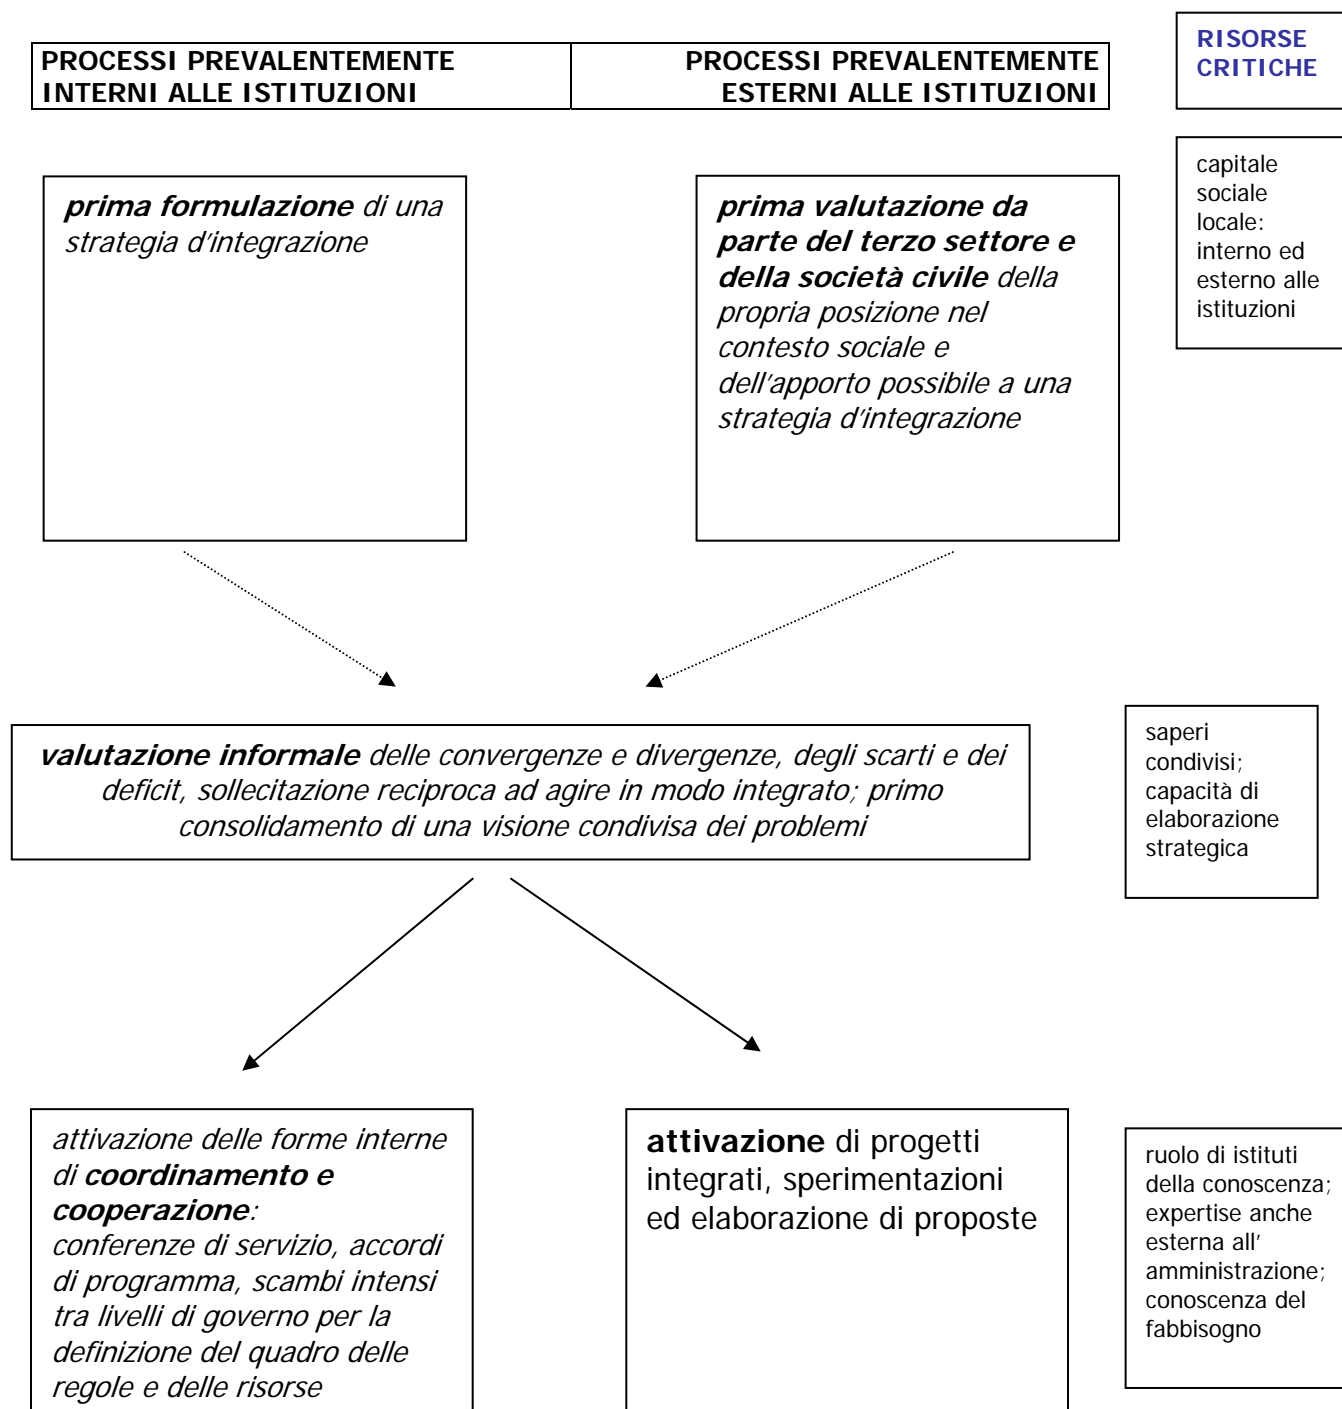 PROCESSI PREVALENTEMENTE
INTERNI ALLE ISTITUZIONI
PROCESSI PREVALENTEMENTE
ESTERNI ALLE ISTITUZIONI
RISORSE
CRITICHE
prima formulazione di una
strategia d'integrazione
prima valutazione da
parte del terzo settore e
della società civile della
propria posizione nel
contesto sociale e
dell'apporto possibile a una
strategia d'integrazione
capitale
sociale
locale:
interno ed
esterno alle
istituzioni
valutazione informale delle convergenze e divergenze, degli scarti e dei
deficit, sollecitazione reciproca ad agire in modo integrato; primo
consolidamento di una visione condivisa dei problemi
saperi
condivisi;
capacità di
elaborazione
strategica
attivazione delle forme interne
di coordinamento e
cooperazione:
conferenze di servizio, accordi
di programma, scambi intensi
tra livelli di governo per la
definizione del quadro delle
regole e delle risorse
attivazione di progetti
integrati, sperimentazioni
ed elaborazione di proposte
ruolo di istituti
della conoscenza;
expertise anche
esterna all'
amministrazione;
conoscenza del
fabbisogno